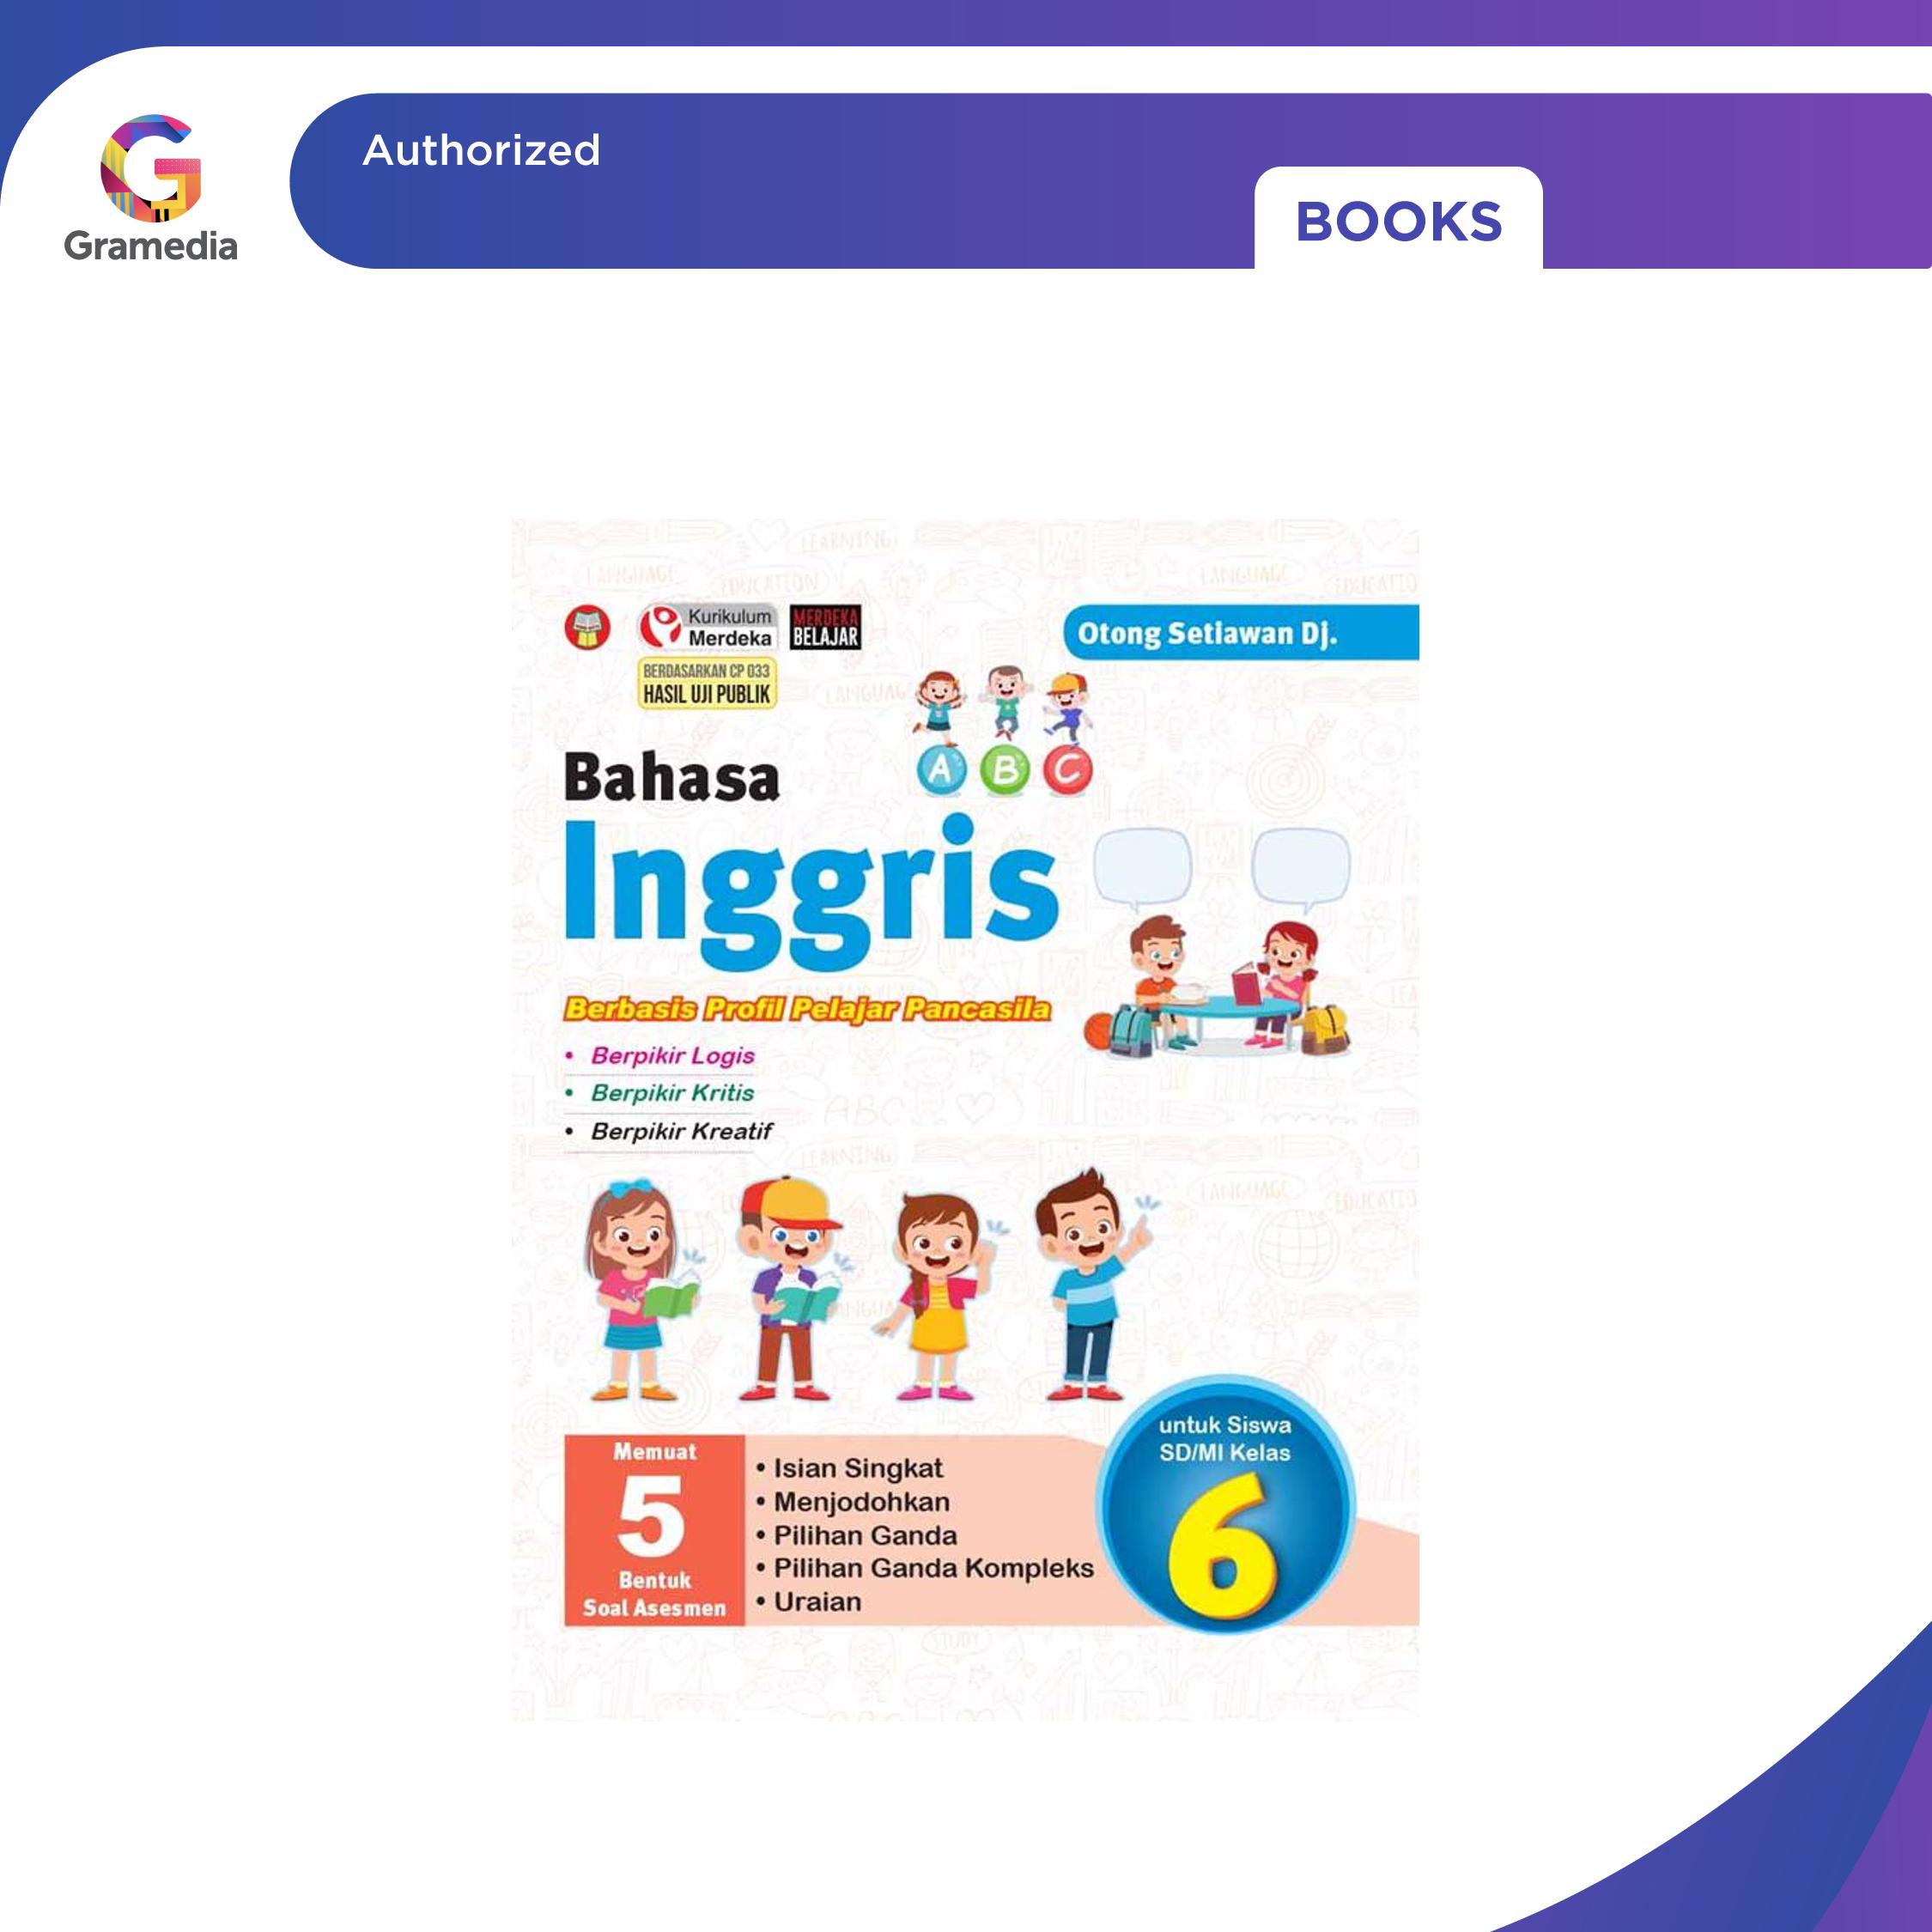 Authorized
BOOKS
Gramedia
Kurikulum
Merdeka
MERDEKA
BELAJAR
BERDASARKAN CP 033
HASIL UJI PUBLIK
Otong Setiawan Dj.
A B C
Bahasa
Inggris
Berbasis Profil Pelajar Pancasila
• Berpikir Logis
• Berpikir Kritis
• Berpikir Kreatif
Memuat
5
Bentuk
Soal Asesmen
• Isian Singkat
• Menjodohkan
• Pilihan Ganda
• Pilihan Ganda Kompleks
• Uraian
untuk Siswa
SD/MI Kelas
6